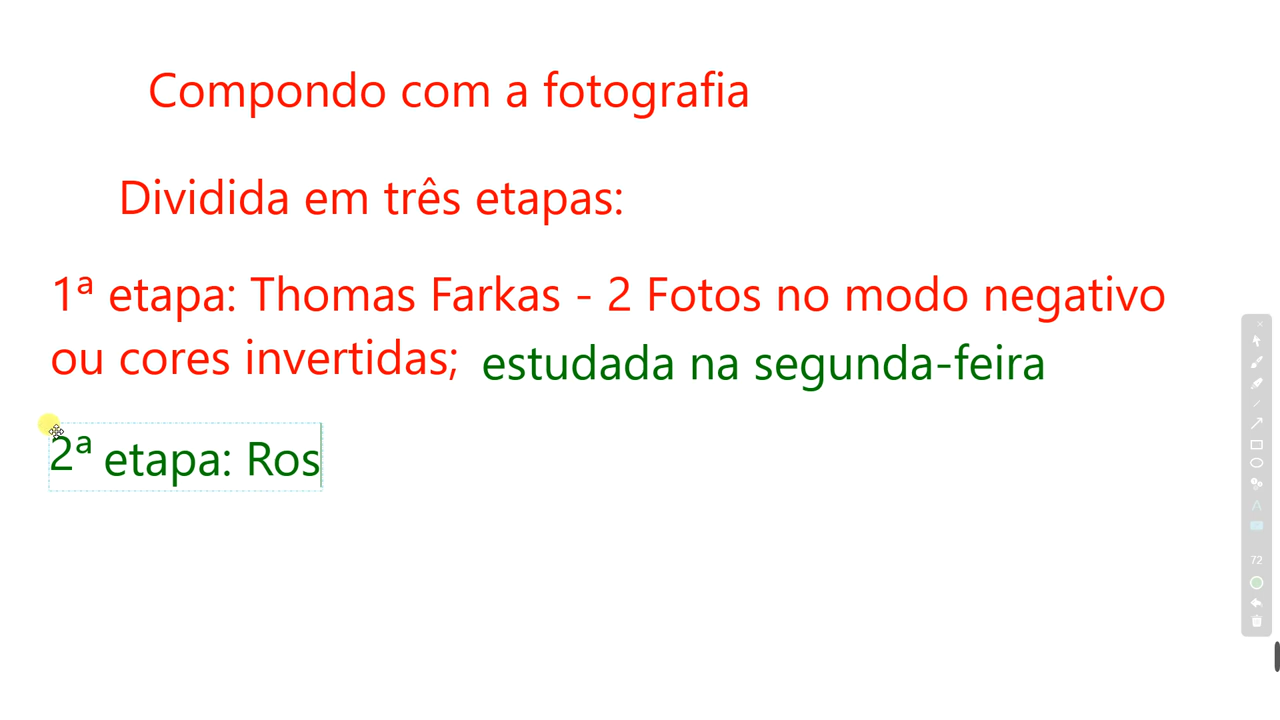 Compondo com a fotografia
Dividida em três etapas:
1ª etapa: Thomas Farkas - 2 Fotos no modo negativo
ou cores invertidas; estudada na segunda-feira
2ª etapa: Ros
72